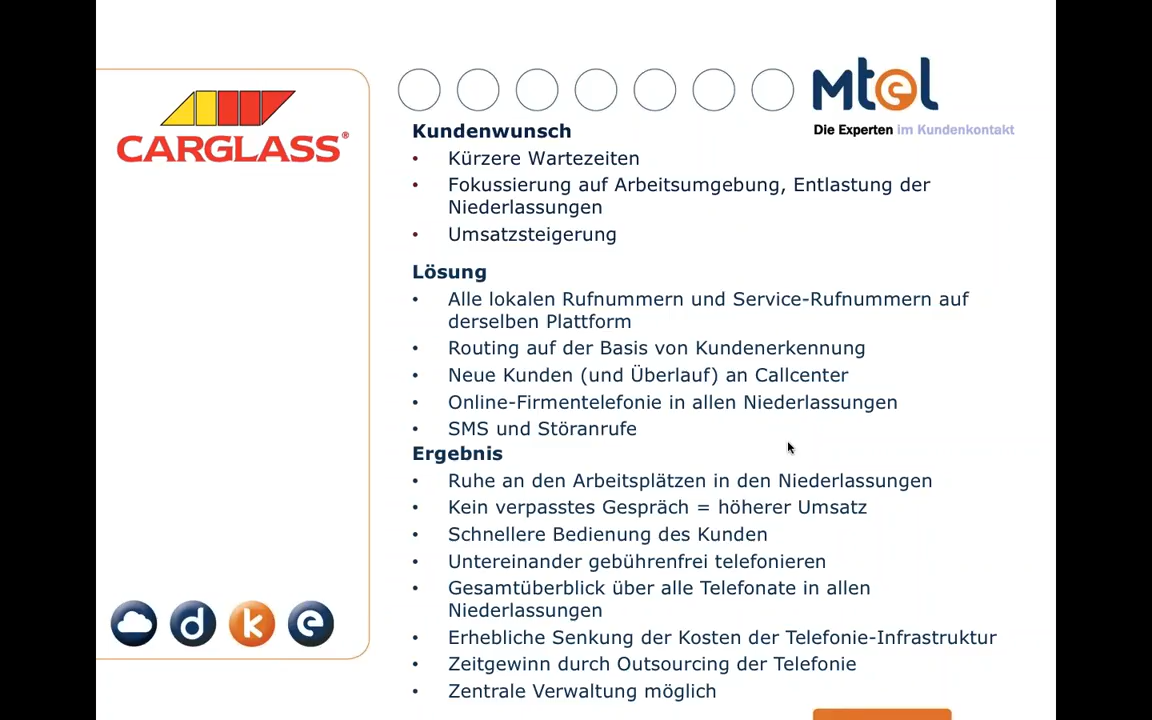 CARGLASS®
mtel
Die Experten im Kundenkontakt
Kundenwunsch
• Kürzere Wartezeiten
• Fokussierung auf Arbeitsumgebung, Entlastung der
Niederlassungen
• Umsatzsteigerung
Lösung
• Alle lokalen Rufnummern und Service-Rufnummern auf
derselben Plattform
• Routing auf der Basis von Kundenerkennung
• Neue Kunden (und Überlauf) an Callcenter
• Online-Firmentelefonie in allen Niederlassungen
• SMS und Störanrufe
Ergebnis
• Ruhe an den Arbeitsplätzen in den Niederlassungen
• Kein verpasstes Gespräch = höherer Umsatz
• Schnellere Bedienung des Kunden
• Untereinander gebührenfrei telefonieren
• Gesamtüberblick über alle Telefonate in allen
Niederlassungen
• Erhebliche Senkung der Kosten der Telefonie-Infrastruktur
• Zeitgewinn durch Outsourcing der Telefonie
• Zentrale Verwaltung möglich
d k e